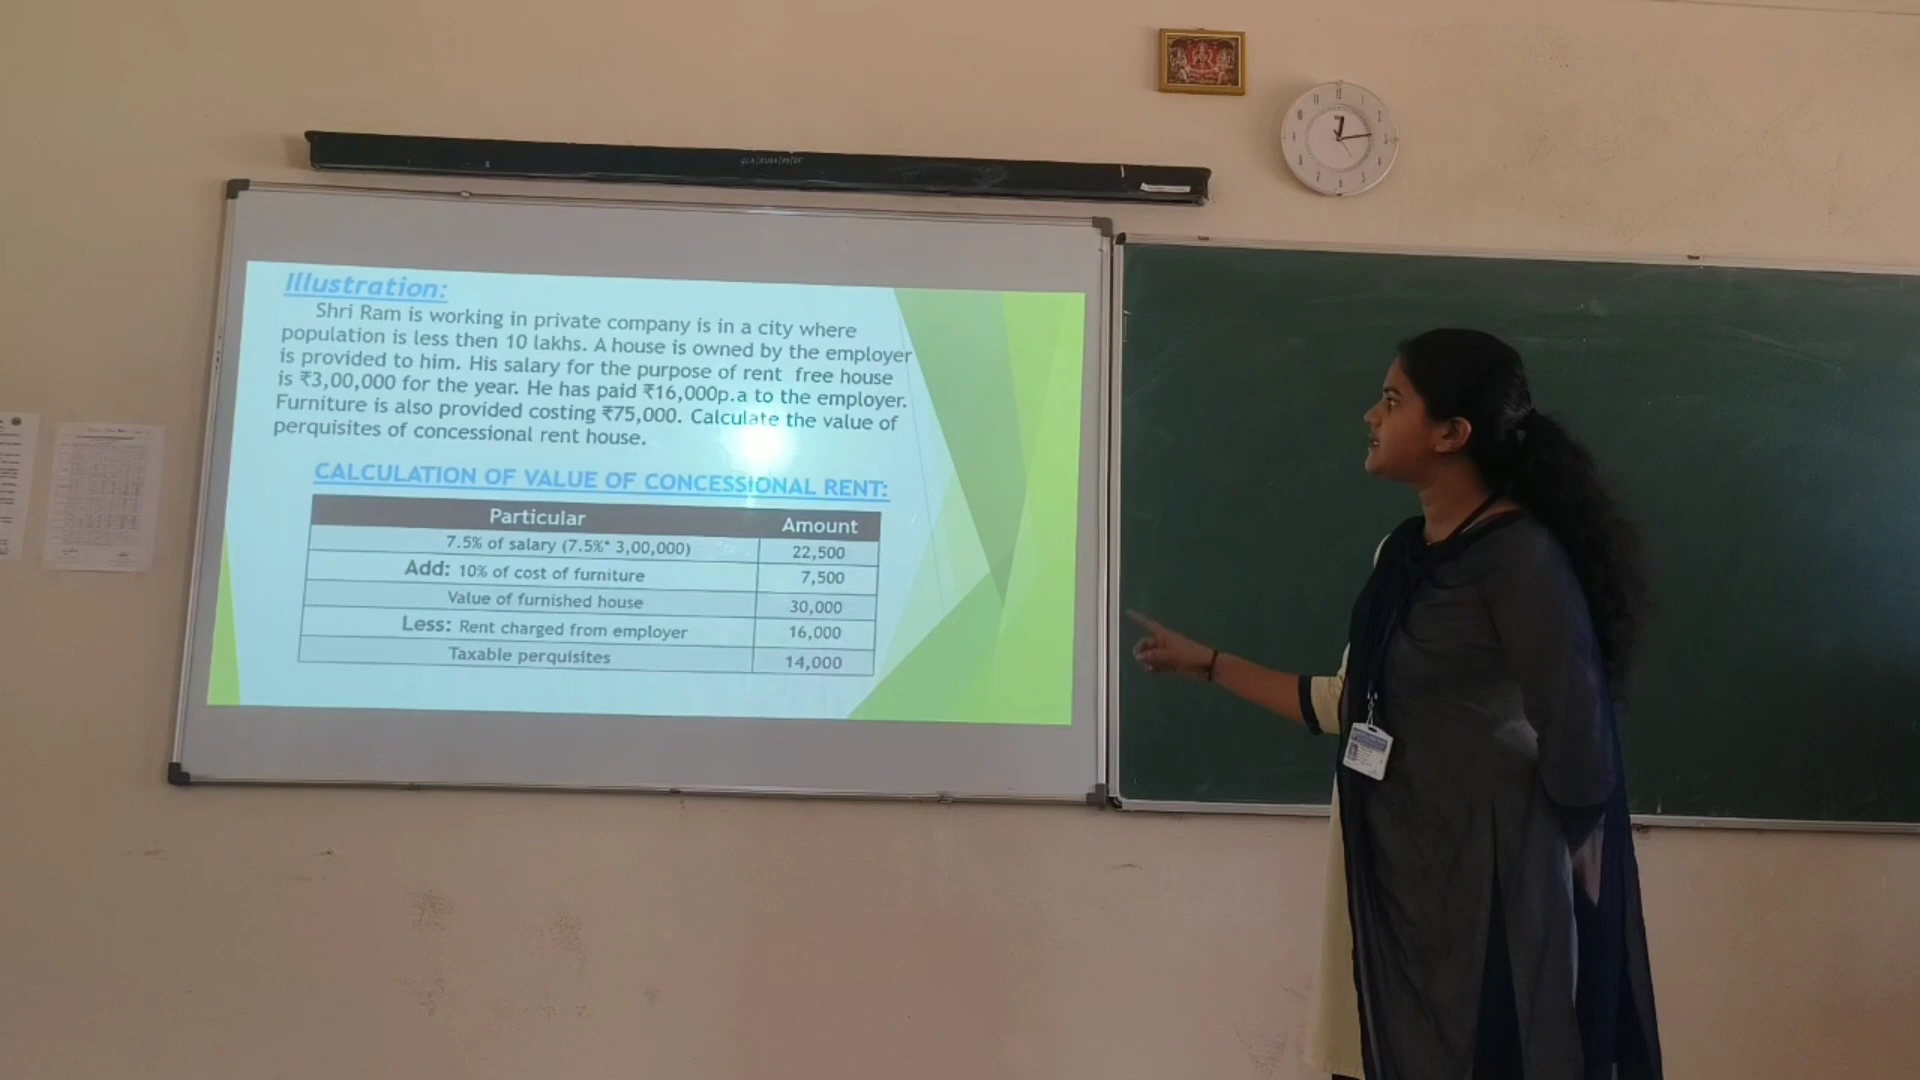 Illustration:
Shri Ram is working in private company is in a city where
population is less then 10 lakhs. A house is owned by the employer
is provided to him. His salary for the purpose of rent free house
is ₹3,00,000 for the year. He has paid ₹16,000p.a to the employer.
Furniture is also provided costing ₹75,000. Calculate the value of
perquisites of concessional rent house.
CALCULATION OF VALUE OF CONCESSIONAL RENT:
Particular Amount
7.5% of salary (7.5%* 3,00,000) 22,500
Add: 10% of cost of furniture 7,500
Value of furnished house 30,000
Less: Rent charged from employer 16,000
Taxable perquisites 14,000